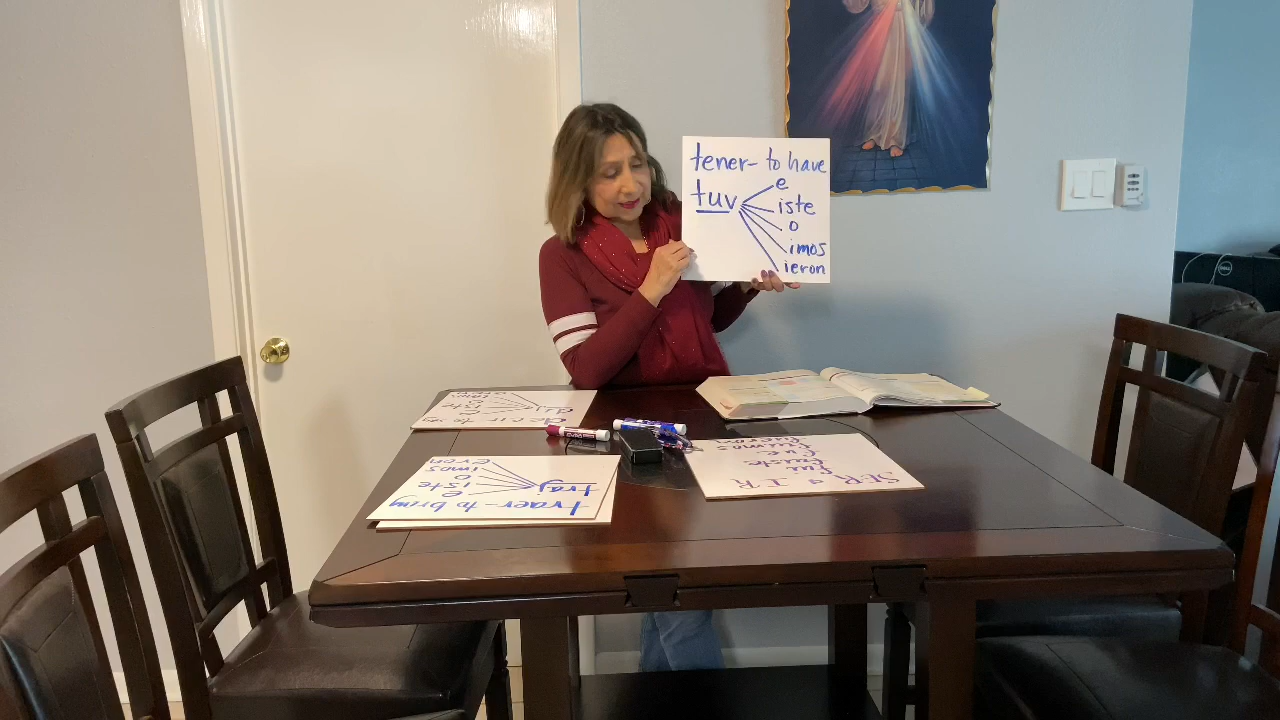 tener- to have
tuv
e
iste
o
imos
ieron
DELL
traer- to bring
traj
e
iste
o
imos
eron
SER & IR
fui
fuiste
fue
fuimos
fueron